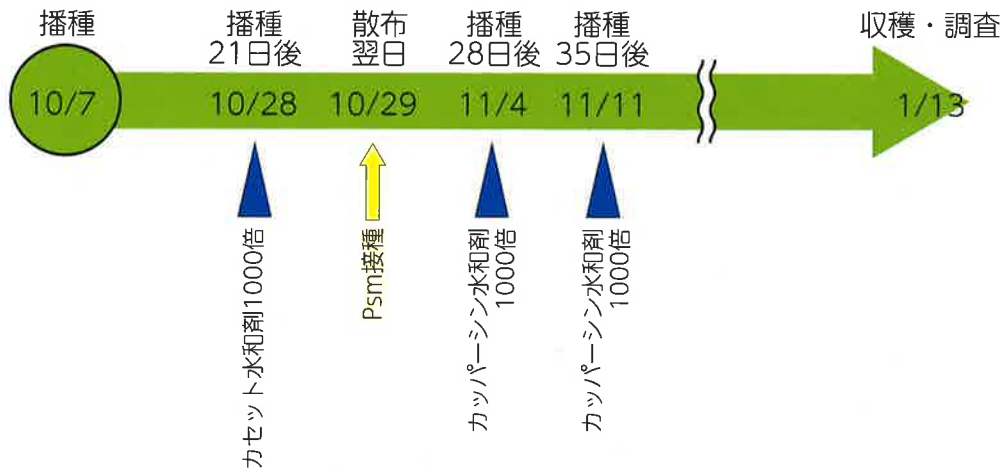 播種
播種
21日後
散布
翌日
播種
28日後
播種
35日後
収穫・調査
10/7
10/28
10/29
11/4
11/11
1/13
カセット水和剤1000倍
Psm接種
カッパーシン水和剤
1000倍
カッパーシン水和剤
1000倍